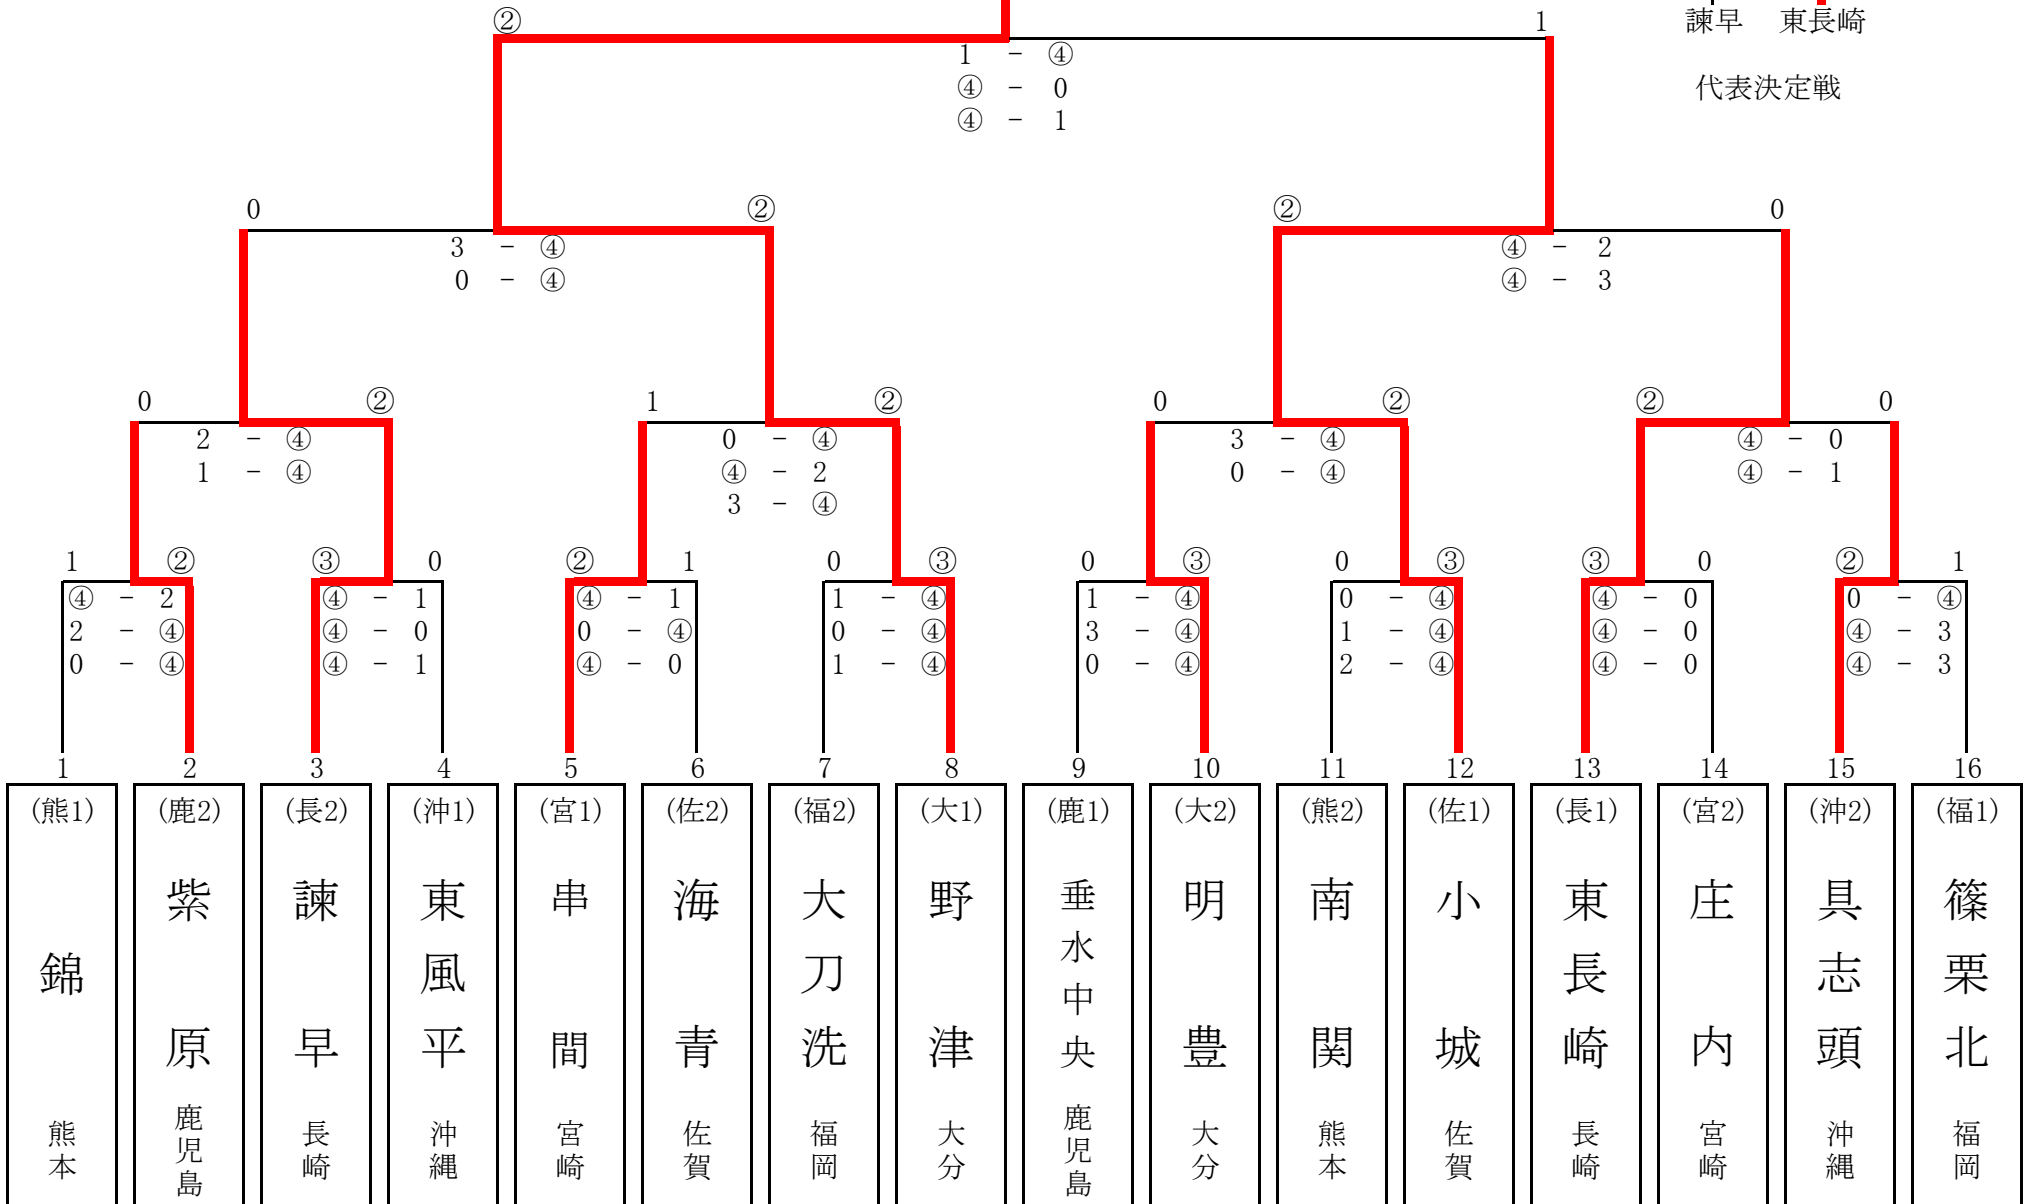 ② 1 諫早 東長崎
1 - ④
④ - 0
④ - 1
代表決定戦
0 ② ② 0
3 - ④ ④ - 2
0 - ④ ④ - 3
0 ② 1 ② 0 ② ② 0
2 - ④ 0 - ④ 3 - ④ ④ - 0
1 - ④ ④ - 2 0 - ④ ④ - 1
3 - ④
1 ② ③ 0 ② 1 0 ③ 0 ③ 0 ③ ③ 0 ② 1
④ - 2 ④ - 1 ④ - 1 1 - ④ 1 - ④ 0 - ④ ④ - 0 0 - ④
2 - ④ ④ - 0 0 - ④ 0 - ④ 3 - ④ 1 - ④ ④ - 0 ④ - 3
0 - ④ ④ - 1 ④ - 0 1 - ④ 0 - ④ 2 - ④ ④ - 0 ④ - 3
1 2 3 4 5 6 7 8 9 10 11 12 13 14 15 16
(熊1) (鹿2) (長2) (沖1) (宮1) (佐2) (福2) (大1) (鹿1) (大2) (熊2) (佐1) (長1) (宮2) (沖2) (福1)
錦
紫原
諫早
東風平
串間
海青
大刀洗
野津
垂水中央
明豊
南関
小城
東長崎
庄内
具志頭
篠栗北
熊本
鹿児島
長崎
沖縄
宮崎
佐賀
福岡
大分
鹿児島
大分
熊本
佐賀
長崎
宮崎
沖縄
福岡